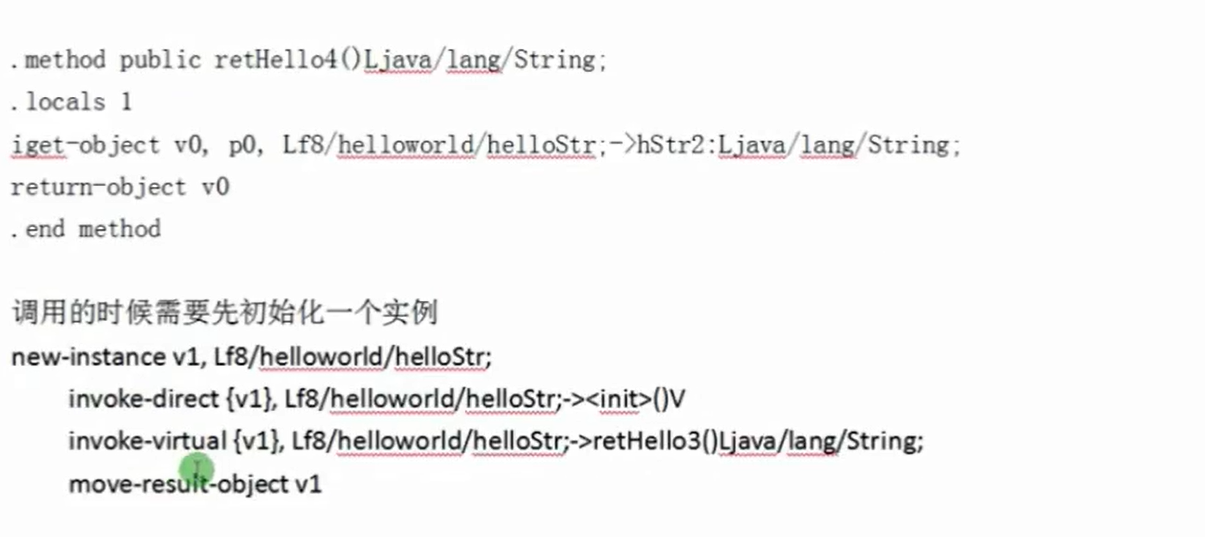 .method public retHello4()Ljava/lang/String;
.locals 1
iget-object v0, p0, Lf8/helloworld/helloStr;->hStr2:Ljava/lang/String;
return-object v0
.end method
调用的时候需要先初始化一个实例
new-instance v1, Lf8/helloworld/helloStr;
invoke-direct {v1}, Lf8/helloworld/helloStr;-><init>()V
invoke-virtual {v1}, Lf8/helloworld/helloStr;->retHello3()Ljava/lang/String;
move-result-object v1